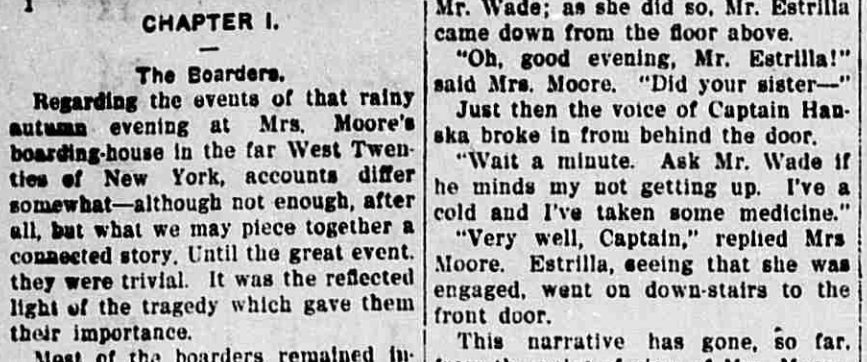 CHAPTER I.
The Boarders.
Regarding the events of that rainy
autumn evening at Mrs. Moore's
boarding-house in the far West Twen-
ties of New York, accounts differ
somewhat—although not enough, after
all, but what we may piece together a
connected story. Until the great event.
they were trivial. It was the reflected
light of the tragedy which gave them
their importance.
Most of the boarders remained in-
Mr. Wade; as she did so, Mr. Estrilla
came down from the floor above.
"Oh, good evening, Mr. Estrilla!"
said Mrs. Moore. "Did your sister—"
Just then the voice of Captain Han-
ska broke in from behind the door.
"Wait a minute. Ask Mr. Wade if
he minds my not getting up. I've a
cold and I've taken some medicine."
"Very well, Captain," replied Mrs
Moore. Estrilla, seeing that she was
engaged, went on down-stairs to the
front door.
This narrative has gone, so far,